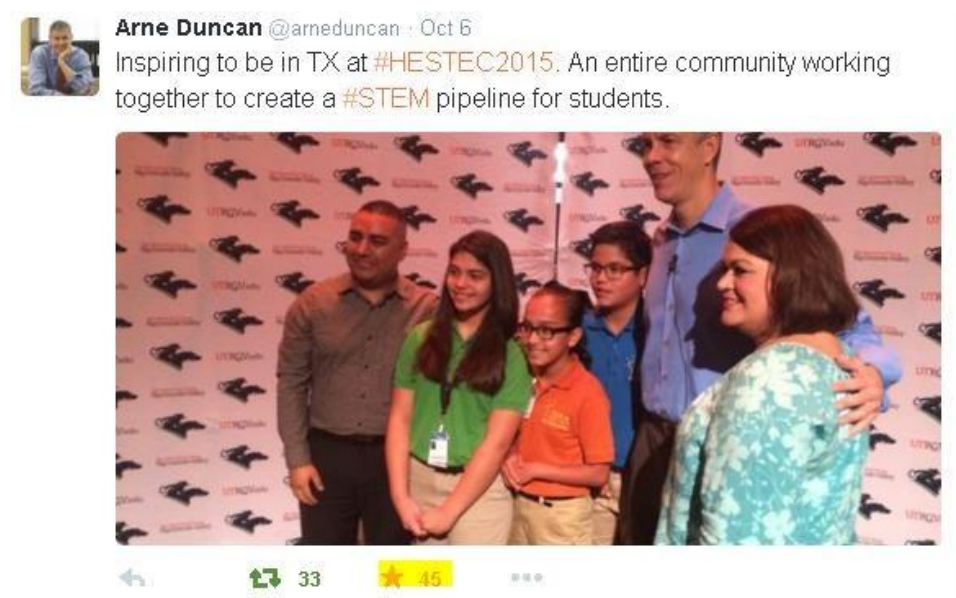 Arne Duncan @arneduncan · Oct 6
Inspiring to be in TX at #HESTEC2015. An entire community working
together to create a #STEM pipeline for students.
33 45